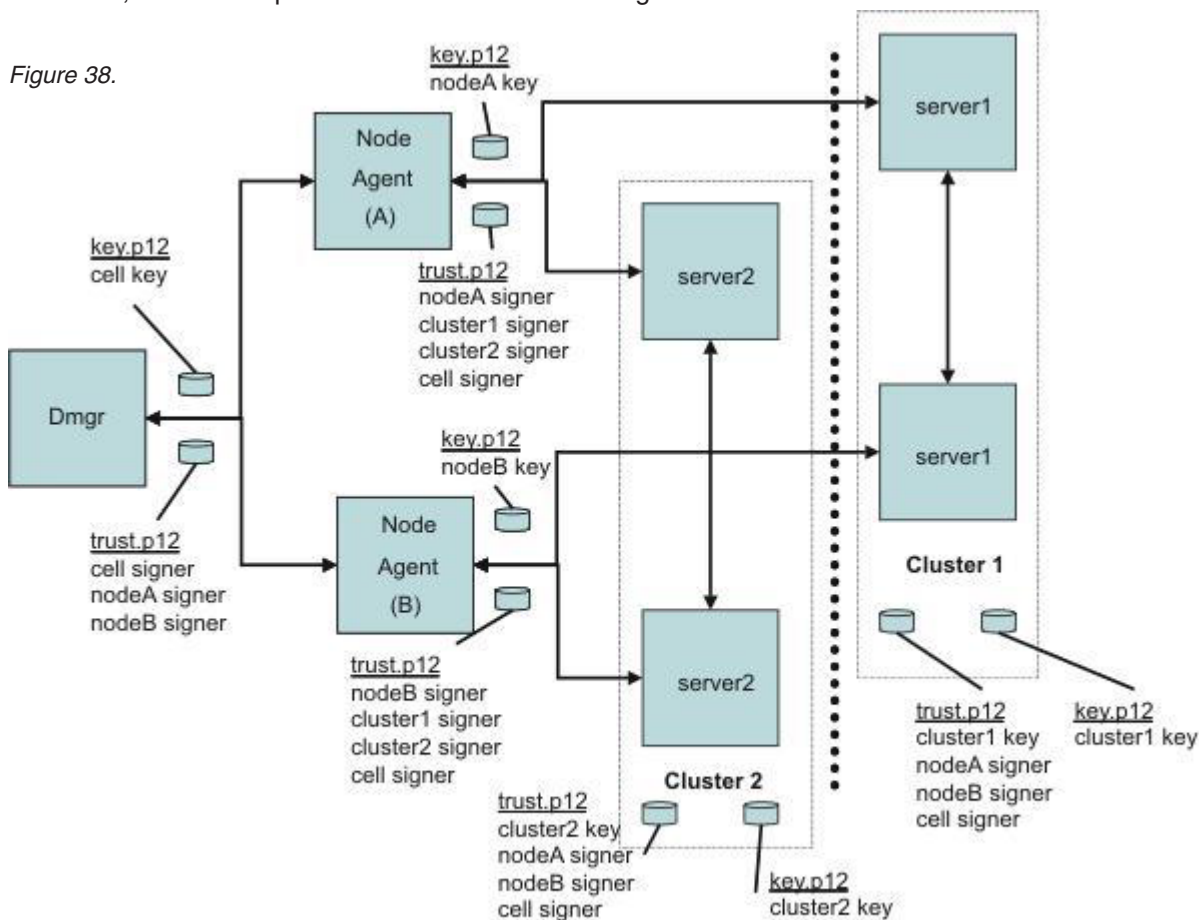 Figure 38.
key.p12
nodeA key
server1
Node
Agent
(A)
key.p12
cell key
trust.p12
nodeA signer
cluster1 signer
cluster2 signer
cell signer
server2
Dmgr
key.p12
nodeB key
server1
trust.p12
cell signer
nodeA signer
nodeB signer
Node
Agent
(B)
Cluster 1
trust.p12
nodeB signer
cluster1 signer
cluster2 signer
cell signer
server2
trust.p12
cluster1 key
nodeA signer
nodeB signer
cell signer
key.p12
cluster1 key
Cluster 2
trust.p12
cluster2 key
nodeA signer
nodeB signer
cell signer
key.p12
cluster2 key